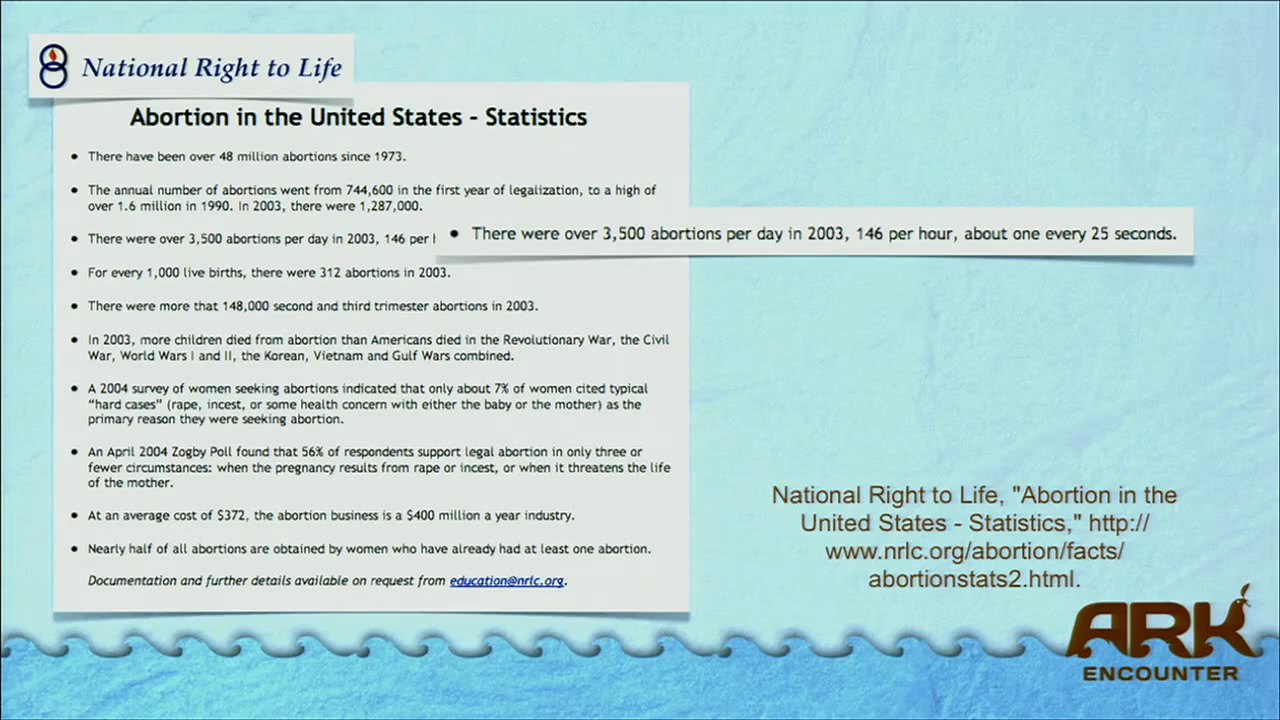 National Right to Life
Abortion in the United States - Statistics
• There have been over 48 million abortions since 1973.
• The annual number of abortions went from 744,600 in the first year of legalization, to a high of
over 1.6 million in 1990. In 2003, there were 1,287,000.
• There were over 3,500 abortions per day in 2003, 146 per
• There were over 3,500 abortions per day in 2003, 146 per hour, about one every 25 seconds.
• For every 1,000 live births, there were 312 abortions in 2003.
• There were more that 148,000 second and third trimester abortions in 2003.
• In 2003, more children died from abortion than Americans died in the Revolutionary War, the Civil
War, World Wars I and II, the Korean, Vietnam and Gulf Wars combined.
• A 2004 survey of women seeking abortions indicated that only about 7% of women cited typical
“hard cases” (rape, incest, or some health concern with either the baby or the mother) as the
primary reason they were seeking abortion.
• An April 2004 Zogby Poll found that 56% of respondents support legal abortion in only three or
fewer circumstances: when the pregnancy results from rape or incest, or when it threatens the life
of the mother.
• At an average cost of $372, the abortion business is a $400 million a year industry.
• Nearly half of all abortions are obtained by women who have already had at least one abortion.
Documentation and further details available on request from education@nrlc.org.
National Right to Life, "Abortion in the
United States - Statistics," http://
www.nrlc.org/abortion/facts/
abortionstats2.html.
ARK
ENCOUNTER